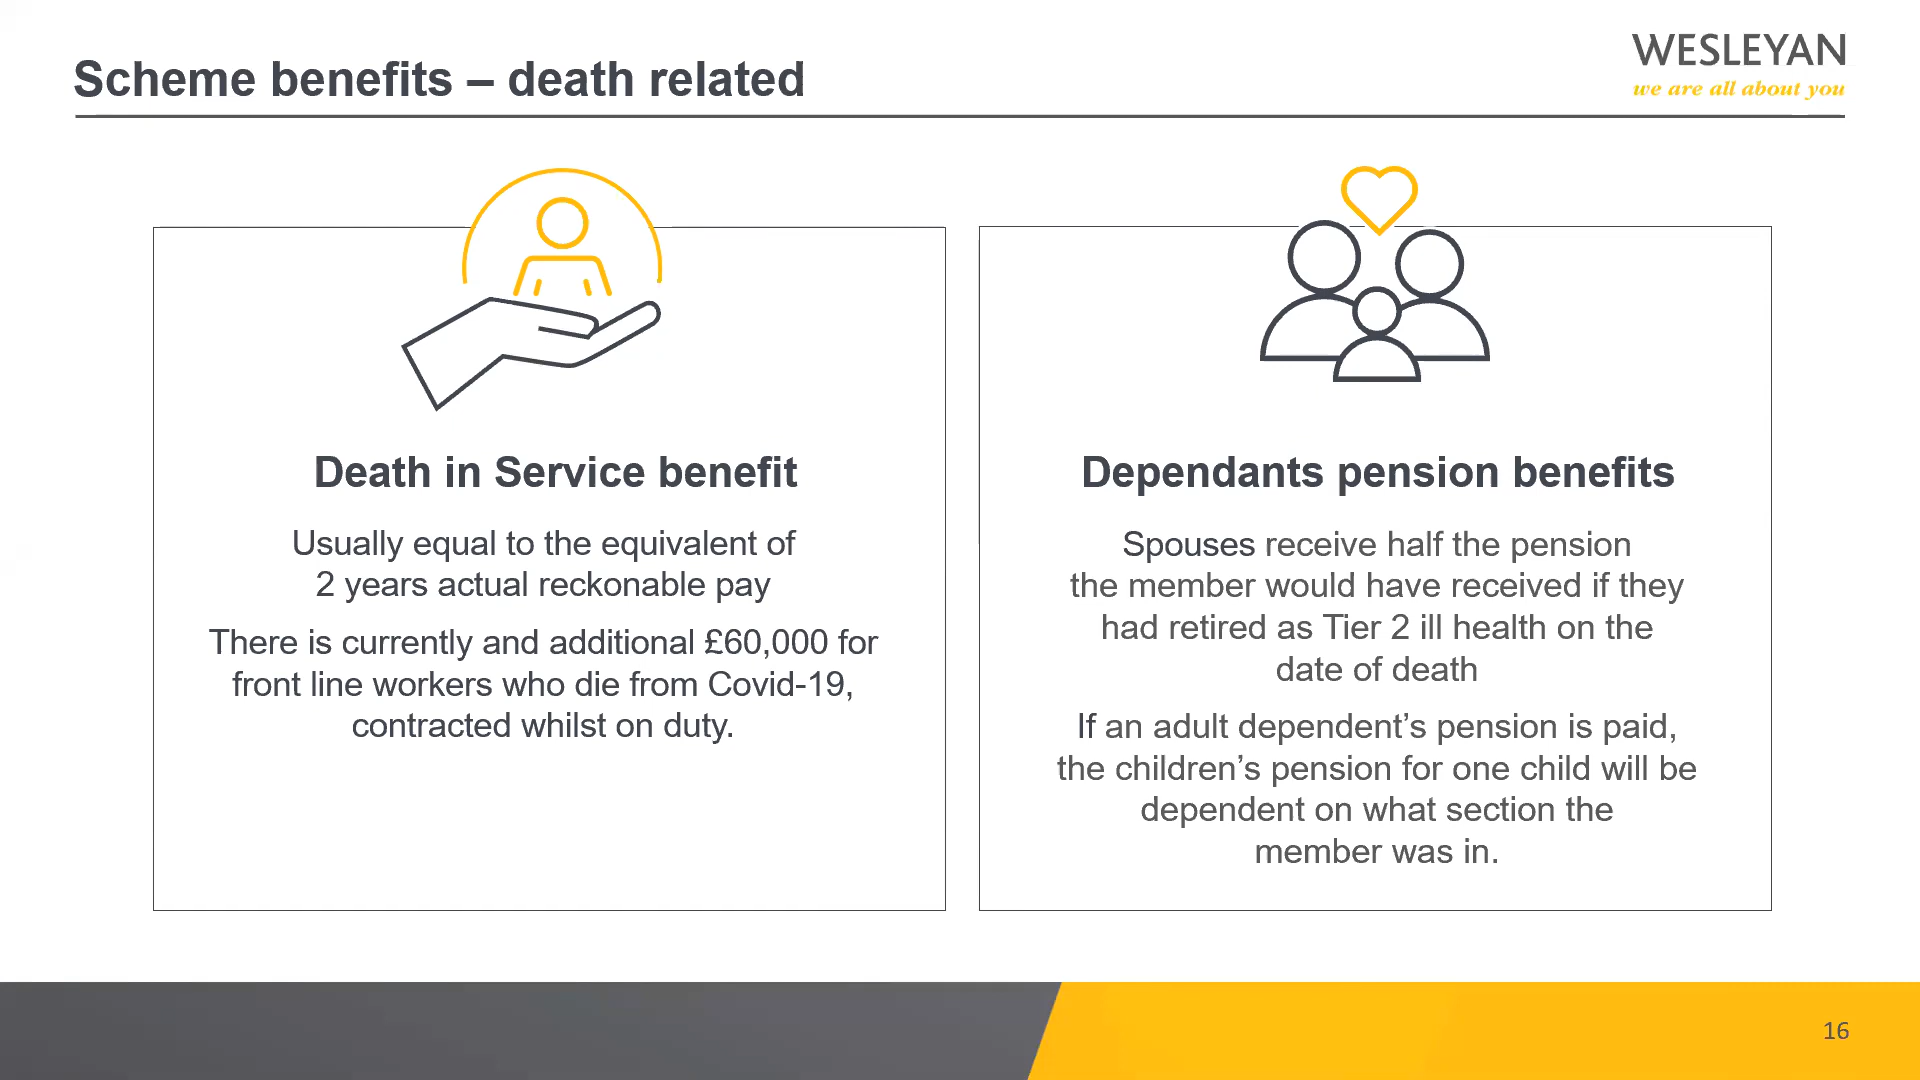 Scheme benefits – death related
WESLEYAN
we are all about you
Death in Service benefit
Usually equal to the equivalent of
2 years actual reckonable pay
There is currently and additional £60,000 for
front line workers who die from Covid-19,
contracted whilst on duty.
Dependants pension benefits
Spouses receive half the pension
the member would have received if they
had retired as Tier 2 ill health on the
date of death
If an adult dependent’s pension is paid,
the children’s pension for one child will be
dependent on what section the
member was in.
16